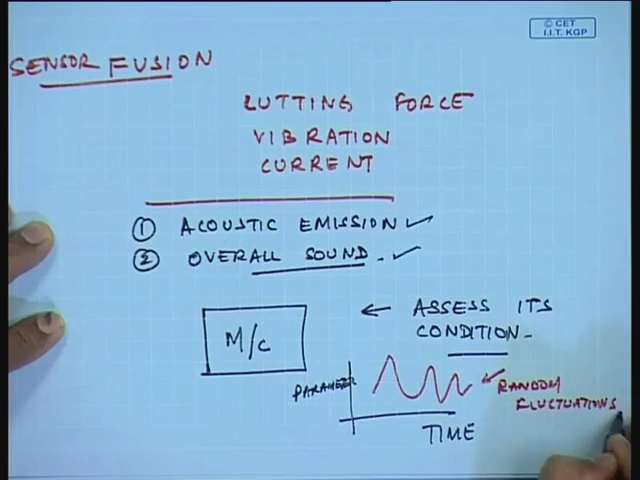 © CET
I.I.T. KGP
SENSOR FUSION
CUTTING FORCE
VIBRATION
CURRENT
① ACOUSTIC EMISSION ✓
② OVERALL SOUND. ✓
M/C
← ASSESS ITS
CONDITION.
PARAMETER
RANDOM
FLUCTUATIONS
TIME